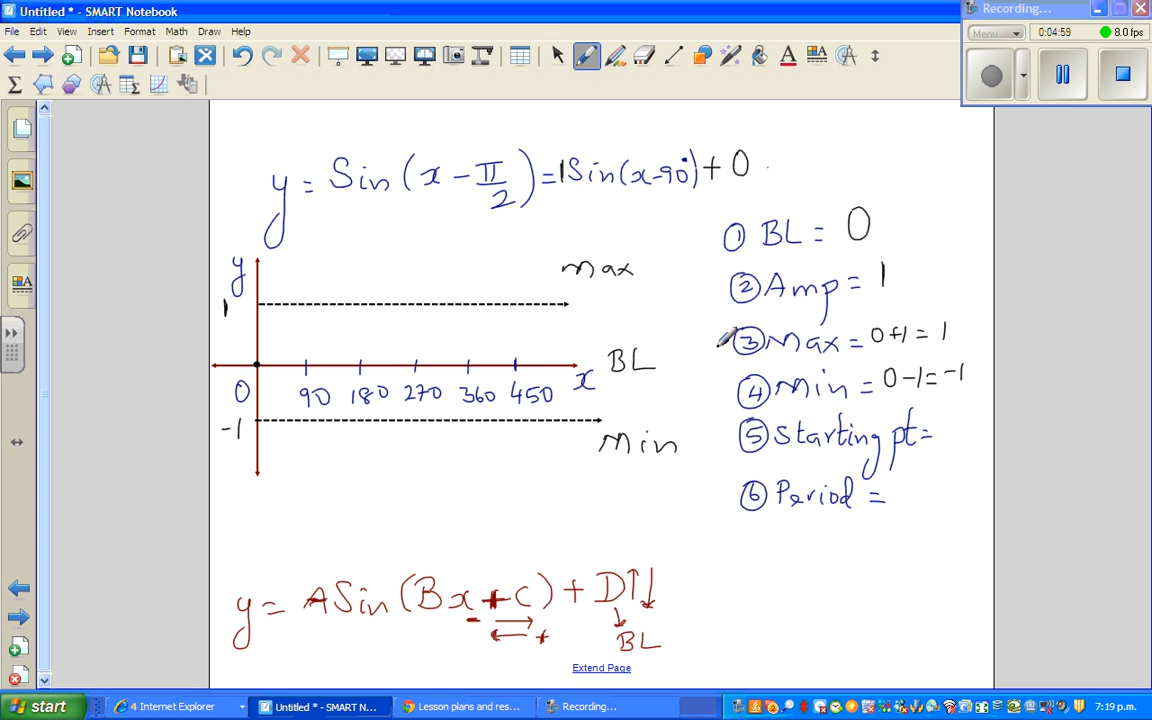 Untitled * - SMART Notebook
Recording...
File Edit View Insert Format Math Draw Help
Menu
0:04:59
8.0 fps
y = Sin(x - π/2) = 1Sin(x-90°) + 0
① BL = 0
② Amp = 1
③ Max = 0+1 = 1
④ Min = 0-1 = -1
⑤ Starting pt =
⑥ Period =
y
max
1
BL
x
0 90 180 270 360 450
-1
Min
y = ASin(Bx + C) + D↑↓
- → ↓
← +
BL
Extend Page
start
4 Internet Explorer
Untitled * - SMART N...
Lesson plans and res...
Recording...
7:19 p.m.